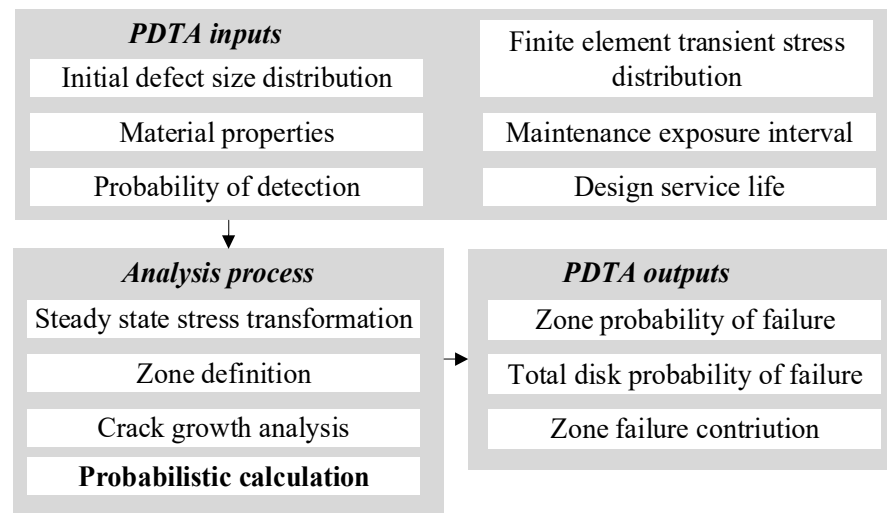 PDTA inputs
Initial defect size distribution
Material properties
Probability of detection
Finite element transient stress
distribution
Maintenance exposure interval
Design service life
Analysis process
Steady state stress transformation
Zone definition
Crack growth analysis
Probabilistic calculation
PDTA outputs
Zone probability of failure
Total disk probability of failure
Zone failure contriution